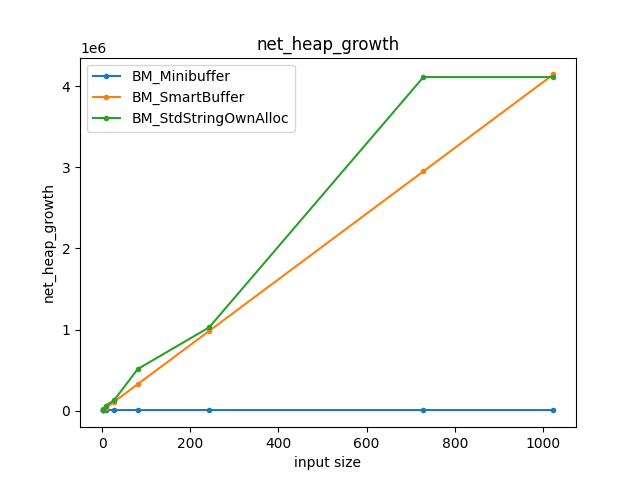 net_heap_growth
1e6
BM_Minibuffer
BM_SmartBuffer
BM_StdStringOwnAlloc
4
3
2
1
0
net_heap_growth
0 200 400 600 800 1000
input size